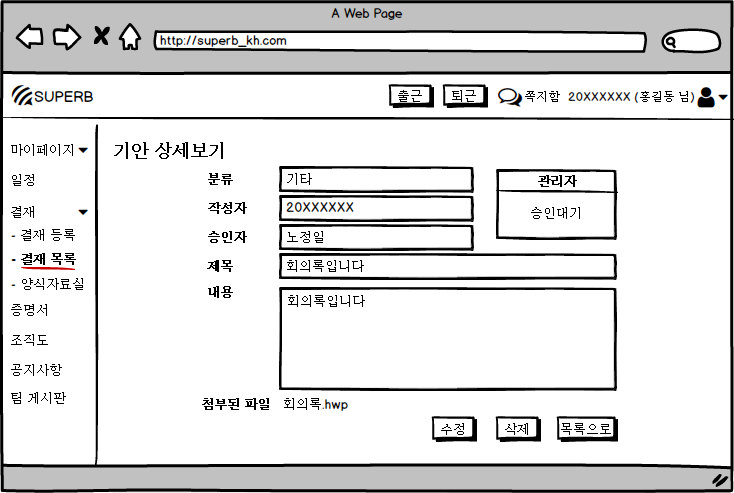 A Web Page
http://superb_kh.com
SUPERB
출근
퇴근
쪽지함
20XXXXXX (홍길동 님)
마이페이지
일정
결재
- 결재 등록
- 결재 목록
- 양식자료실
증명서
조직도
공지사항
팀 게시판
기안 상세보기
분류
기타
작성자
20XXXXXX
승인자
노정일
관리자
승인대기
제목
회의록입니다
내용
회의록입니다
첨부된 파일
회의록.hwp
수정
삭제
목록으로